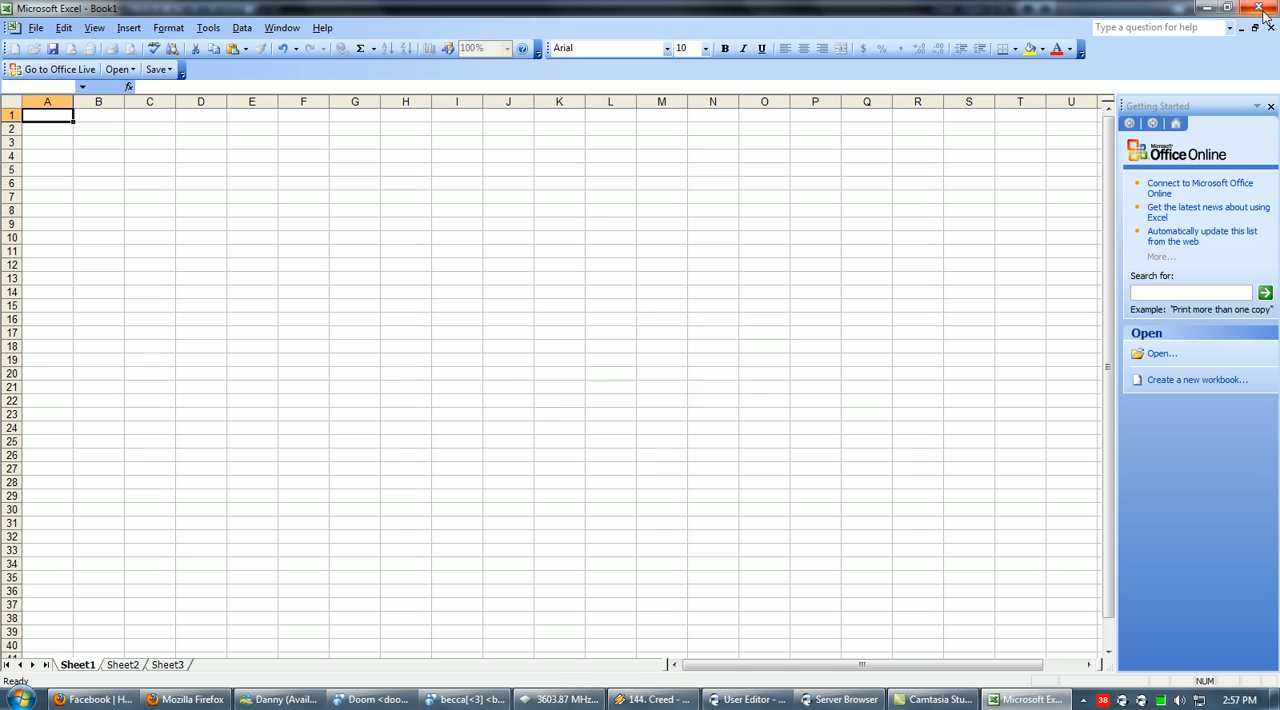 Microsoft Excel - Book1
File Edit View Insert Format Tools Data Window Help
Type a question for help
100%
Arial
10
B I U
Go to Office Live Open Save
fx
A B C D E F G H I J K L M N O P Q R S T U
1
2
3
4
5
6
7
8
9
10
11
12
13
14
15
16
17
18
19
20
21
22
23
24
25
26
27
28
29
30
31
32
33
34
35
36
37
38
39
40
Getting Started
Microsoft
Office Online
Connect to Microsoft Office
Online
Get the latest news about using
Excel
Automatically update this list
from the web
More...
Search for:
Example: "Print more than one copy"
Open
Open...
Create a new workbook...
Sheet1 Sheet2 Sheet3
Ready
NUM
Facebook | H... Mozilla Firefox Danny (Avail... Doom <doo... becca[<3] <b... 3603.87 MHz... 144. Creed - ... User Editor - ... Server Browser Camtasia Stu... Microsoft Ex... 38 2:57 PM